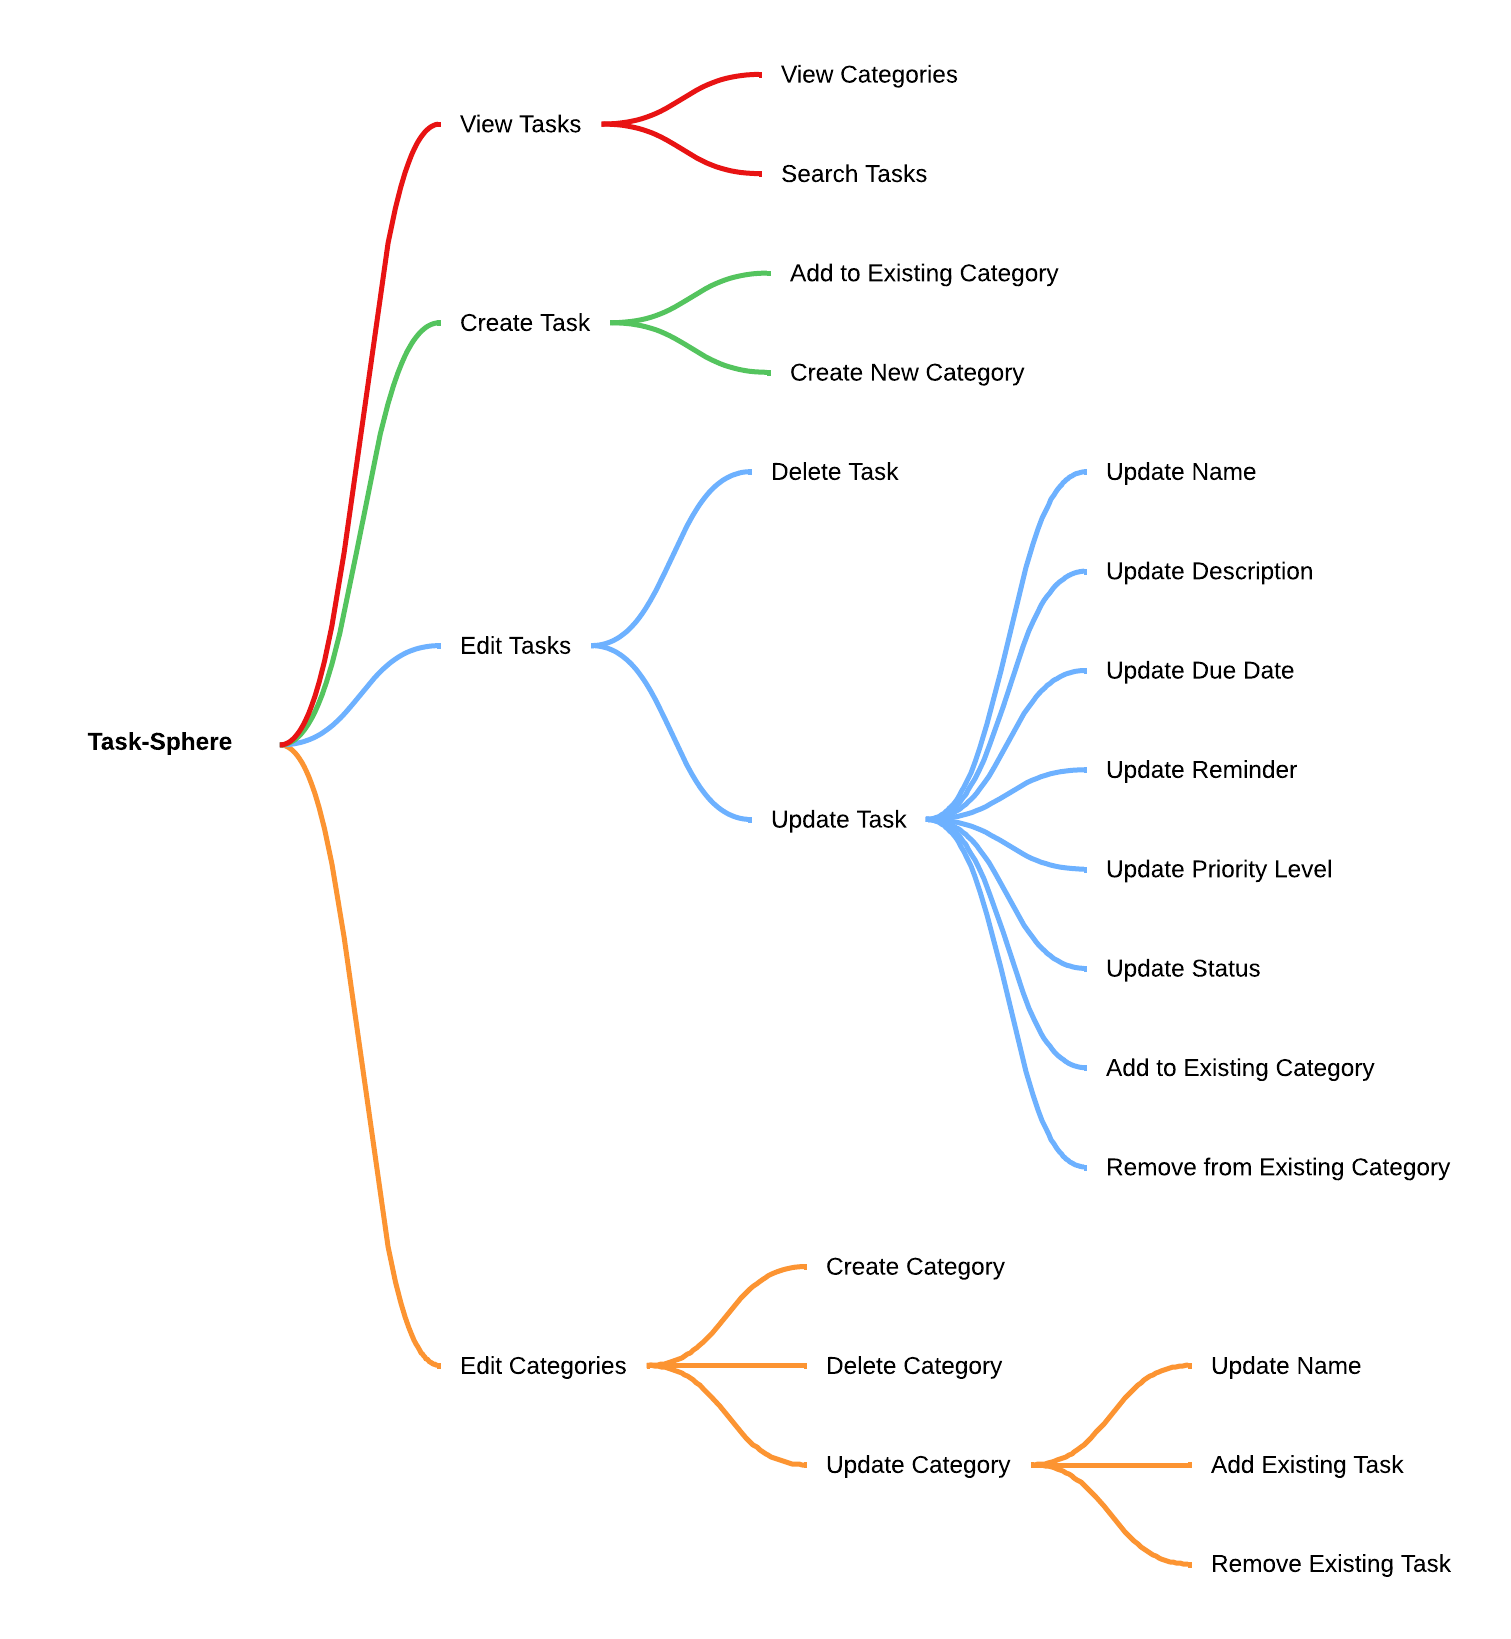 Task-Sphere
View Tasks
View Categories
Search Tasks
Create Task
Add to Existing Category
Create New Category
Edit Tasks
Delete Task
Update Task
Update Name
Update Description
Update Due Date
Update Reminder
Update Priority Level
Update Status
Add to Existing Category
Remove from Existing Category
Edit Categories
Create Category
Delete Category
Update Category
Update Name
Add Existing Task
Remove Existing Task